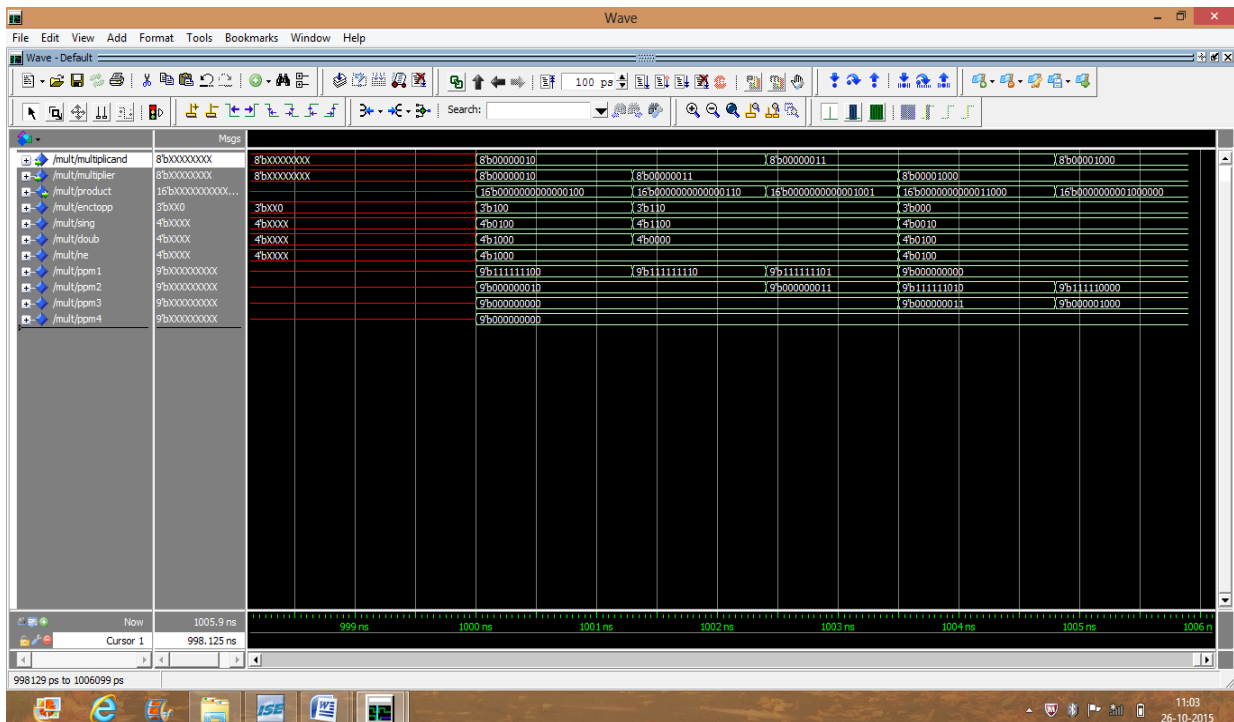 Wave
File Edit View Add Format Tools Bookmarks Window Help
Wave - Default
100 ps
Search:
Msgs
/mult/multiplicand 8'bXXXXXXXX 8'bXXXXXXXX 8'b00000010 8'b00000011 8'b00001000
/mult/multiplier 8'bXXXXXXXX 8'bXXXXXXXX 8'b00000010 8'b00000011 8'b00001000
/mult/product 16'bXXXXXXXXXX... 16'b0000000000000100 16'b0000000000000110 16'b0000000000001001 16'b0000000000011000 16'b0000000001000000
/mult/enctopp 3'bXX0 3'bXX0 3'b100 3'b110 3'b000
/mult/sing 4'bXXXX 4'bXXXX 4'b0100 4'b1100 4'b0010
/mult/doub 4'bXXXX 4'bXXXX 4'b1000 4'b0000 4'b0100
/mult/ne 4'bXXXX 4'bXXXX 4'b1000 4'b0100
/mult/ppm1 9'bXXXXXXXXX 9'b111111100 9'b111111110 9'b111111101 9'b000000000
/mult/ppm2 9'bXXXXXXXXX 9'b000000010 9'b000000011 9'b111111010 9'b111110000
/mult/ppm3 9'bXXXXXXXXX 9'b000000000 9'b000000011 9'b000001000
/mult/ppm4 9'bXXXXXXXXX 9'b000000000
Now 1005.9 ns
999 ns 1000 ns 1001 ns 1002 ns 1003 ns 1004 ns 1005 ns 1006 n
Cursor 1 998.125 ns
998129 ps to 1006099 ps
ISE
11:03
26-10-2015